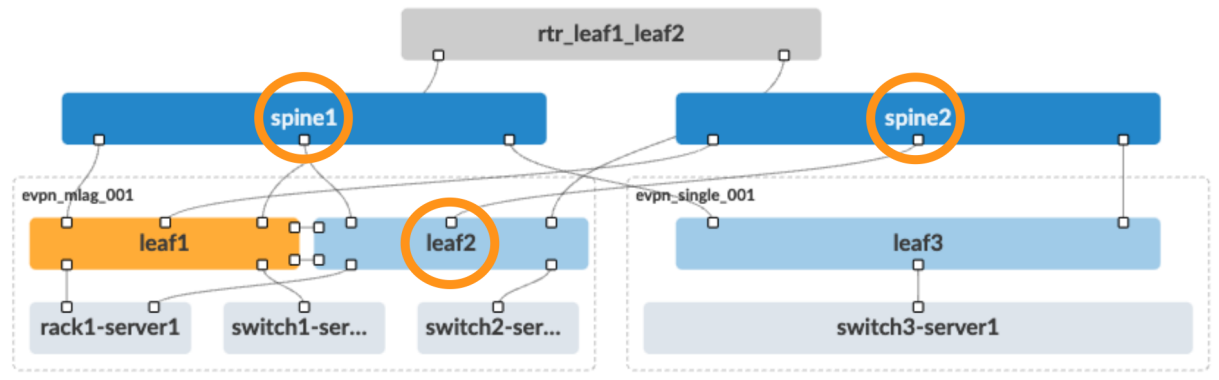 rtr_leaf1_leaf2
spine1
spine2
evpn_mlag_001
evpn_single_001
leaf1
leaf2
leaf3
rack1-server1
switch1-ser...
switch2-ser...
switch3-server1